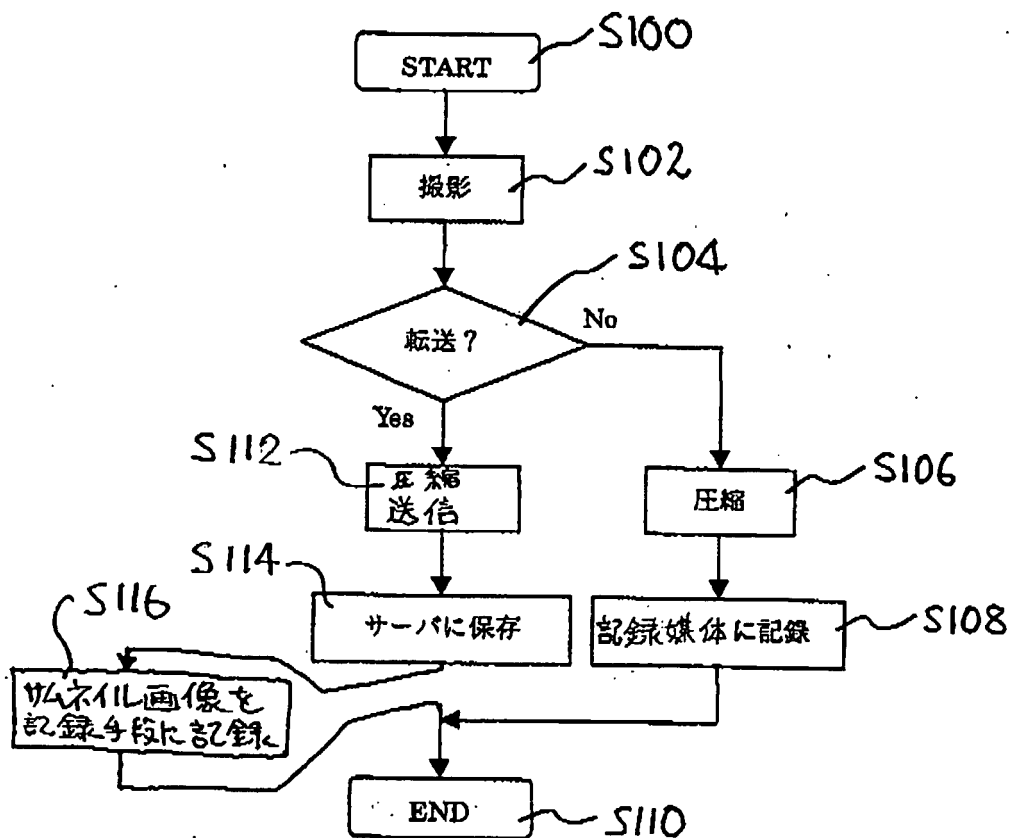 S100
START
S102
撮影
S104
転送?
No
Yes
S112
圧縮
送信
S106
圧縮
S114
サーバに保存
S108
記録媒体に記録
S116
サムネイル画像を
記録手段に記録
END
S110